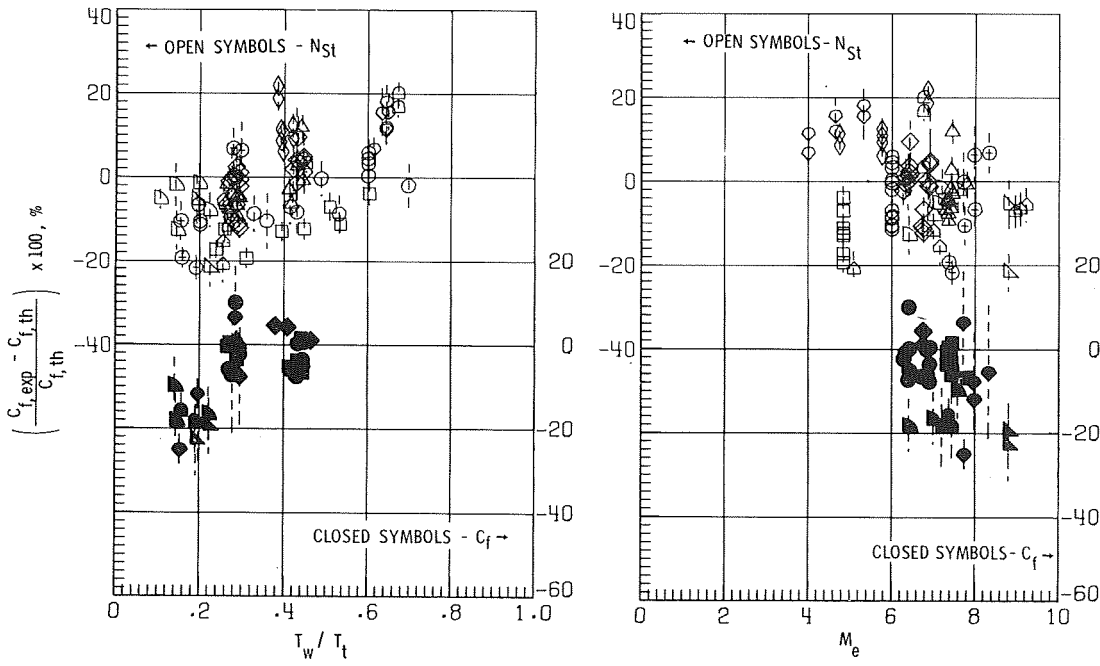 40
20
0
-20
-40
← OPEN SYMBOLS - N_St
20
0
-20
-40
-60
CLOSED SYMBOLS - C_f →
0 .2 .4 .6 .8 1.0
T_w / T_t
( C_f,exp - C_f,th / C_f,th ) x 100, %
40
20
0
-20
-40
← OPEN SYMBOLS- N_St
20
0
-20
-40
-60
CLOSED SYMBOLS- C_f →
0 2 4 6 8 10
M_e